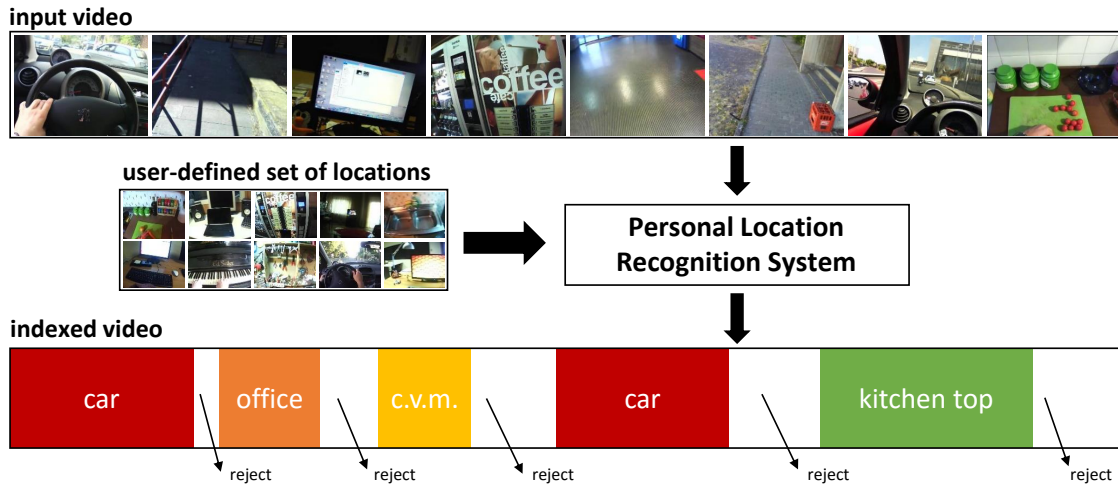 input video
coffee
café
coffee
user-defined set of locations
Personal Location
Recognition System
indexed video
car
office
c.v.m.
car
kitchen top
reject
reject
reject
reject
reject